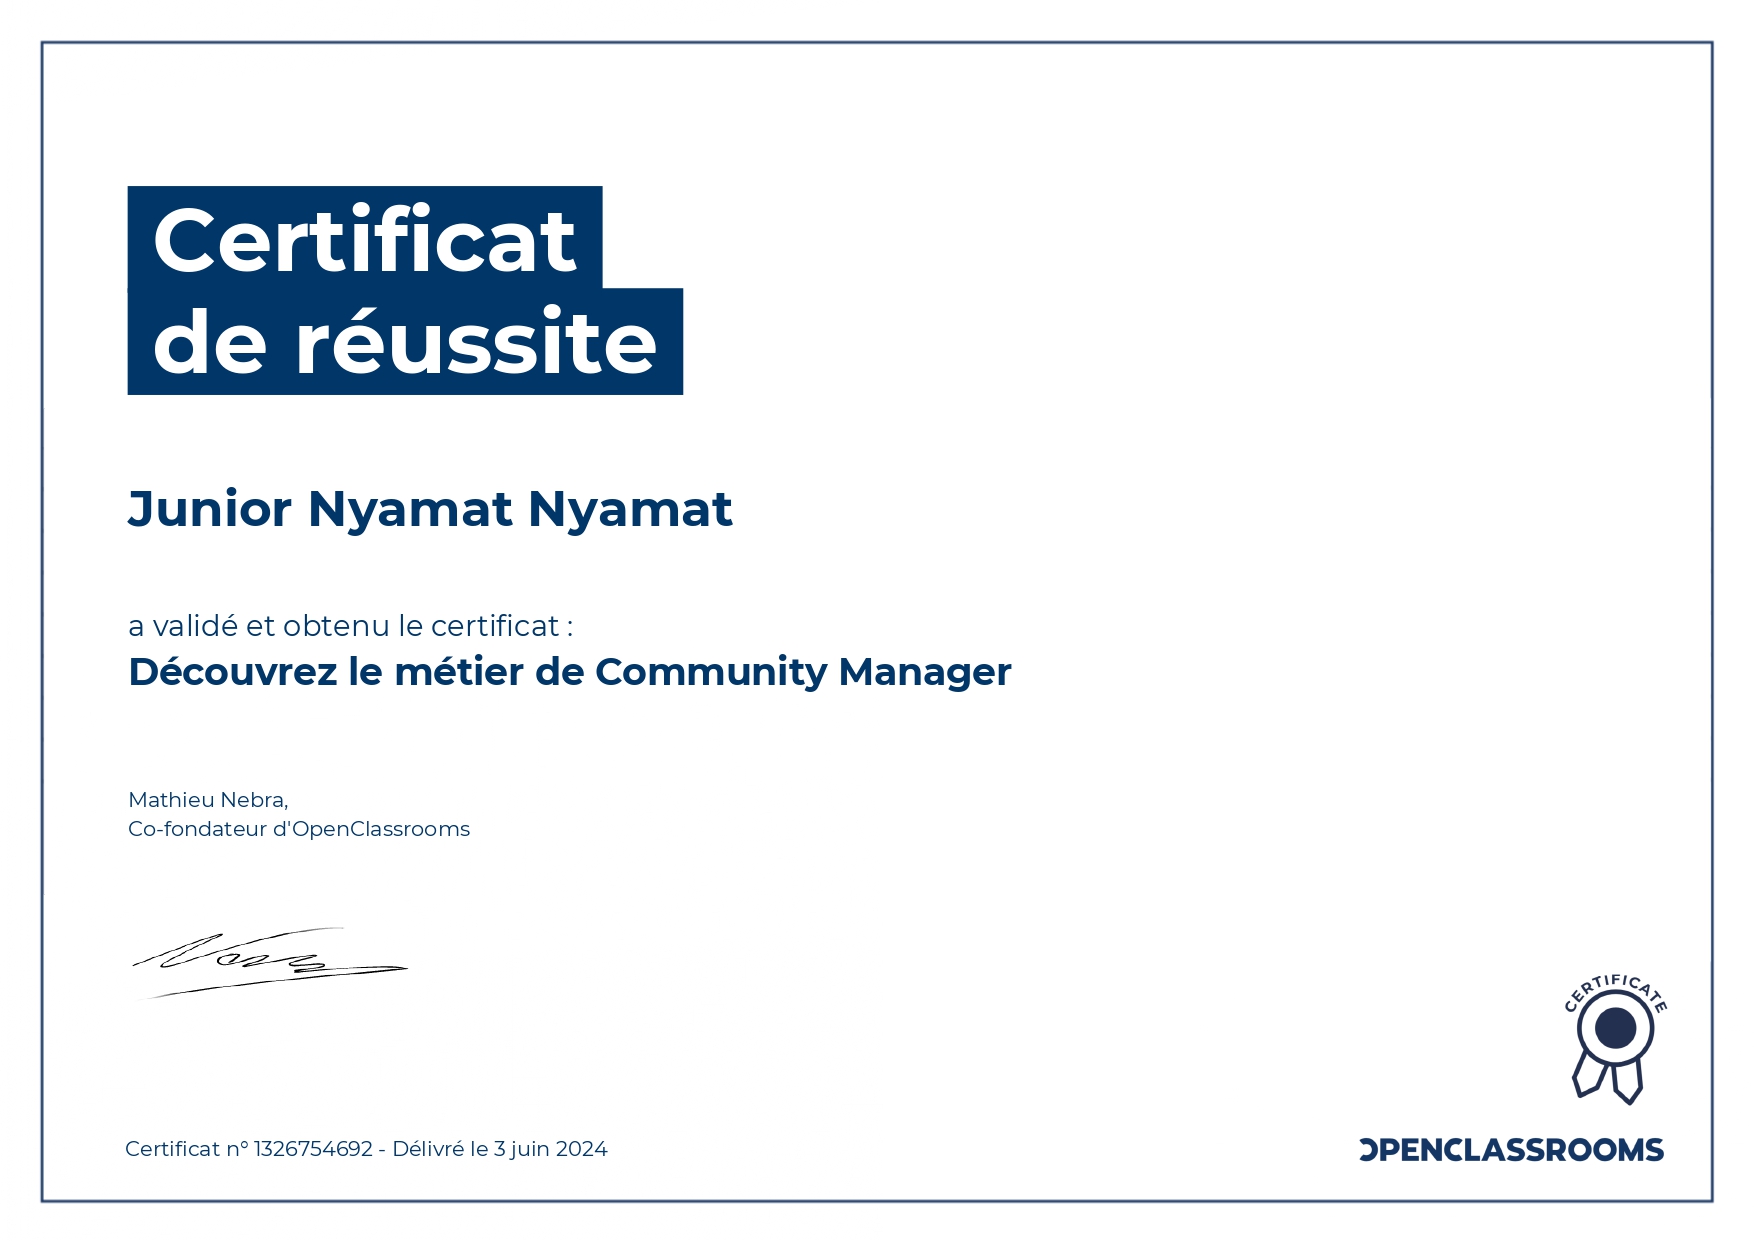 Certificat
de réussite
Junior Nyamat Nyamat
a validé et obtenu le certificat :
Découvrez le métier de Community Manager
Mathieu Nebra,
Co-fondateur d'OpenClassrooms
CERTIFICATE
Certificat n° 1326754692 - Délivré le 3 juin 2024
OPENCLASSROOMS